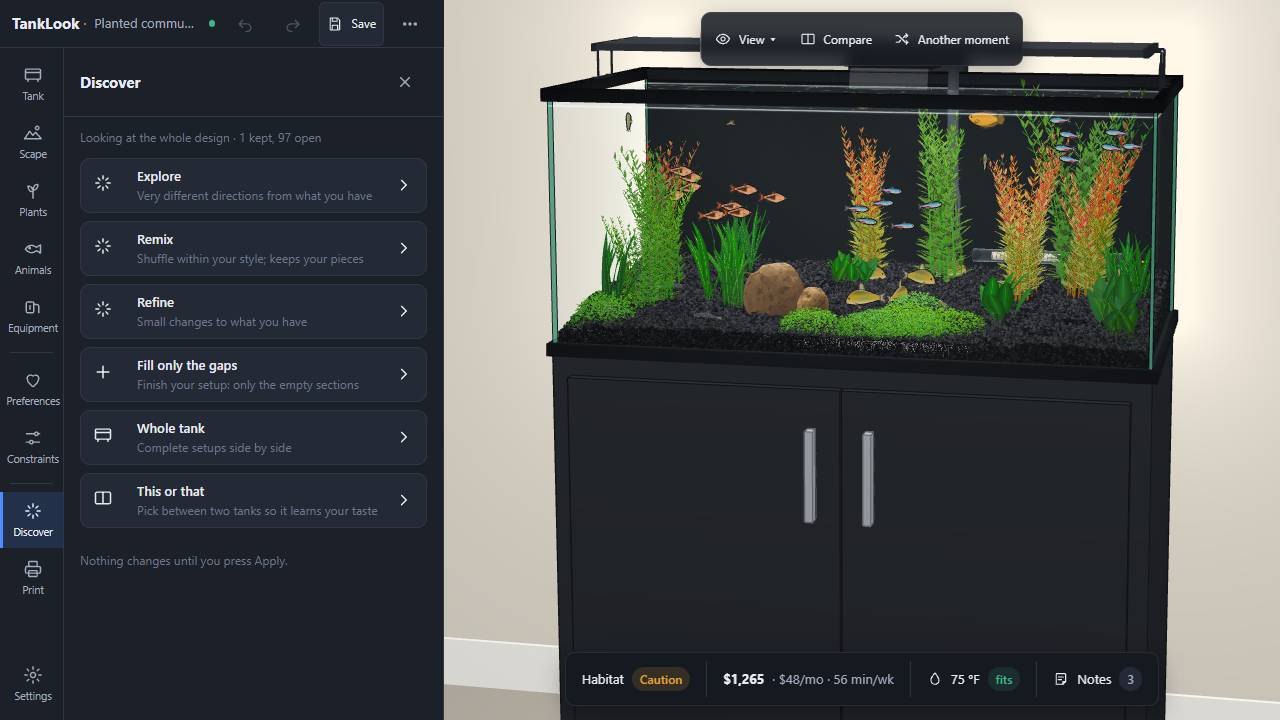 TankLook · Planted commu...
Save
View
Compare
Another moment
Tank
Scape
Plants
Animals
Equipment
Preferences
Constraints
Discover
Print
Settings
Discover
Looking at the whole design · 1 kept, 97 open
Explore
Very different directions from what you have
Remix
Shuffle within your style; keeps your pieces
Refine
Small changes to what you have
Fill only the gaps
Finish your setup: only the empty sections
Whole tank
Complete setups side by side
This or that
Pick between two tanks so it learns your taste
Nothing changes until you press Apply.
Habitat Caution
$1,265 · $48/mo · 56 min/wk
75 °F fits
Notes 3